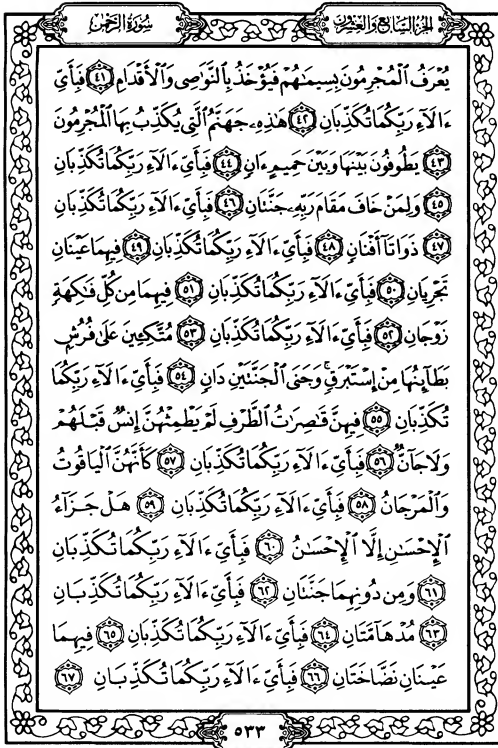 الجزء السابع والعشرون
سورة الرحمن
يُعْرَفُ ٱلْمُجْرِمُونَ بِسِيمَٰهُمْ فَيُؤْخَذُ بِٱلنَّوَٰصِي وَٱلْأَقْدَامِ ٤١ فَبِأَيِّ
ءَالَآءِ رَبِّكُمَا تُكَذِّبَانِ ٤٢ هَٰذِهِۦ جَهَنَّمُ ٱلَّتِي يُكَذِّبُ بِهَا ٱلْمُجْرِمُونَ
٤٣ يَطُوفُونَ بَيْنَهَا وَبَيْنَ حَمِيمٍ ءَانٍ ٤٤ فَبِأَيِّ ءَالَآءِ رَبِّكُمَا تُكَذِّبَانِ
٤٥ وَلِمَنْ خَافَ مَقَامَ رَبِّهِۦ جَنَّتَانِ ٤٦ فَبِأَيِّ ءَالَآءِ رَبِّكُمَا تُكَذِّبَانِ
٤٧ ذَوَاتَآ أَفْنَانٍ ٤٨ فَبِأَيِّ ءَالَآءِ رَبِّكُمَا تُكَذِّبَانِ ٤٩ فِيهِمَا عَيْنَانِ
تَجْرِيَانِ ٥٠ فَبِأَيِّ ءَالَآءِ رَبِّكُمَا تُكَذِّبَانِ ٥١ فِيهِمَا مِن كُلِّ فَٰكِهَةٍ
زَوْجَانِ ٥٢ فَبِأَيِّ ءَالَآءِ رَبِّكُمَا تُكَذِّبَانِ ٥٣ مُتَّكِـِٔينَ عَلَىٰ فُرُشٍۭ
بَطَآئِنُهَا مِنْ إِسْتَبْرَقٍ ۚ وَجَنَى ٱلْجَنَّتَيْنِ دَانٍ ٥٤ فَبِأَيِّ ءَالَآءِ رَبِّكُمَا
تُكَذِّبَانِ ٥٥ فِيهِنَّ قَٰصِرَٰتُ ٱلطَّرْفِ لَمْ يَطْمِثْهُنَّ إِنسٌ قَبْلَهُمْ
وَلَا جَآنٌّ ٥٦ فَبِأَيِّ ءَالَآءِ رَبِّكُمَا تُكَذِّبَانِ ٥٧ كَأَنَّهُنَّ ٱلْيَاقُوتُ
وَٱلْمَرْجَانُ ٥٨ فَبِأَيِّ ءَالَآءِ رَبِّكُمَا تُكَذِّبَانِ ٥٩ هَلْ جَزَآءُ
ٱلْإِحْسَٰنِ إِلَّا ٱلْإِحْسَٰنُ ٦٠ فَبِأَيِّ ءَالَآءِ رَبِّكُمَا تُكَذِّبَانِ
٦١ وَمِن دُونِهِمَا جَنَّتَانِ ٦٢ فَبِأَيِّ ءَالَآءِ رَبِّكُمَا تُكَذِّبَانِ
٦٣ مُدْهَآمَّتَانِ ٦٤ فَبِأَيِّ ءَالَآءِ رَبِّكُمَا تُكَذِّبَانِ ٦٥ فِيهِمَا
عَيْنَانِ نَضَّاخَتَانِ ٦٦ فَبِأَيِّ ءَالَآءِ رَبِّكُمَا تُكَذِّبَانِ ٦٧
٥٣٣